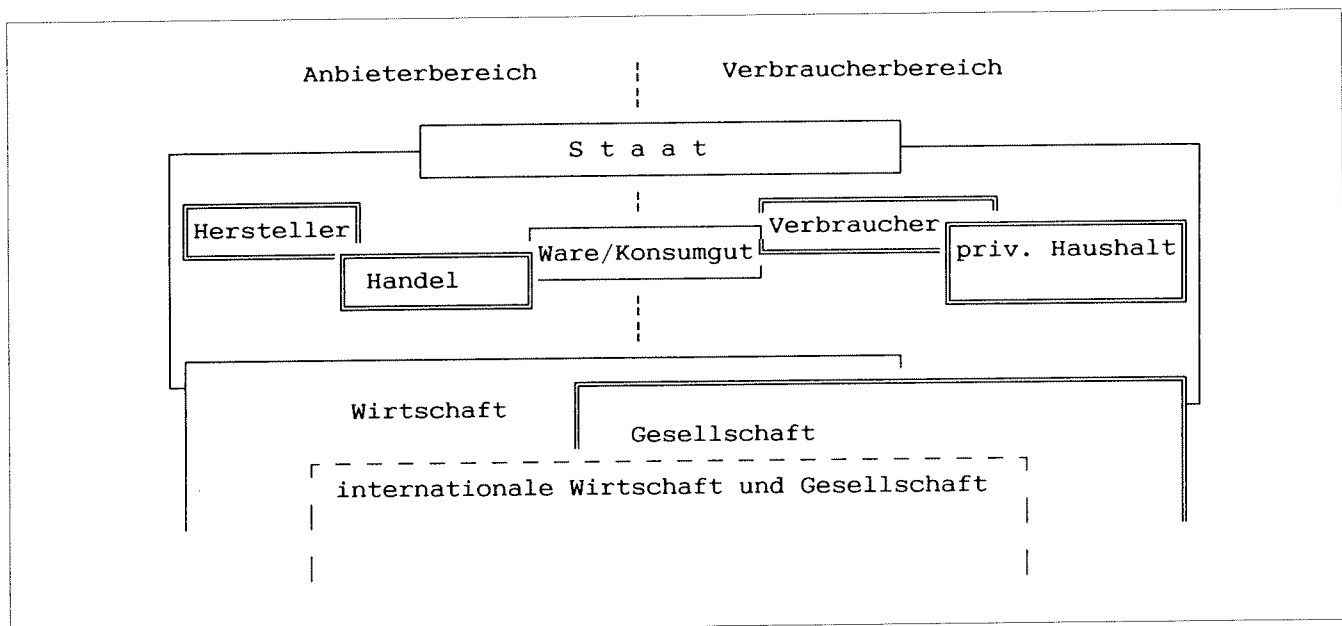 Anbieterbereich Verbraucherbereich
S t a a t
Hersteller
Handel
Ware/Konsumgut
Verbraucher
priv. Haushalt
Wirtschaft
Gesellschaft
internationale Wirtschaft und Gesellschaft